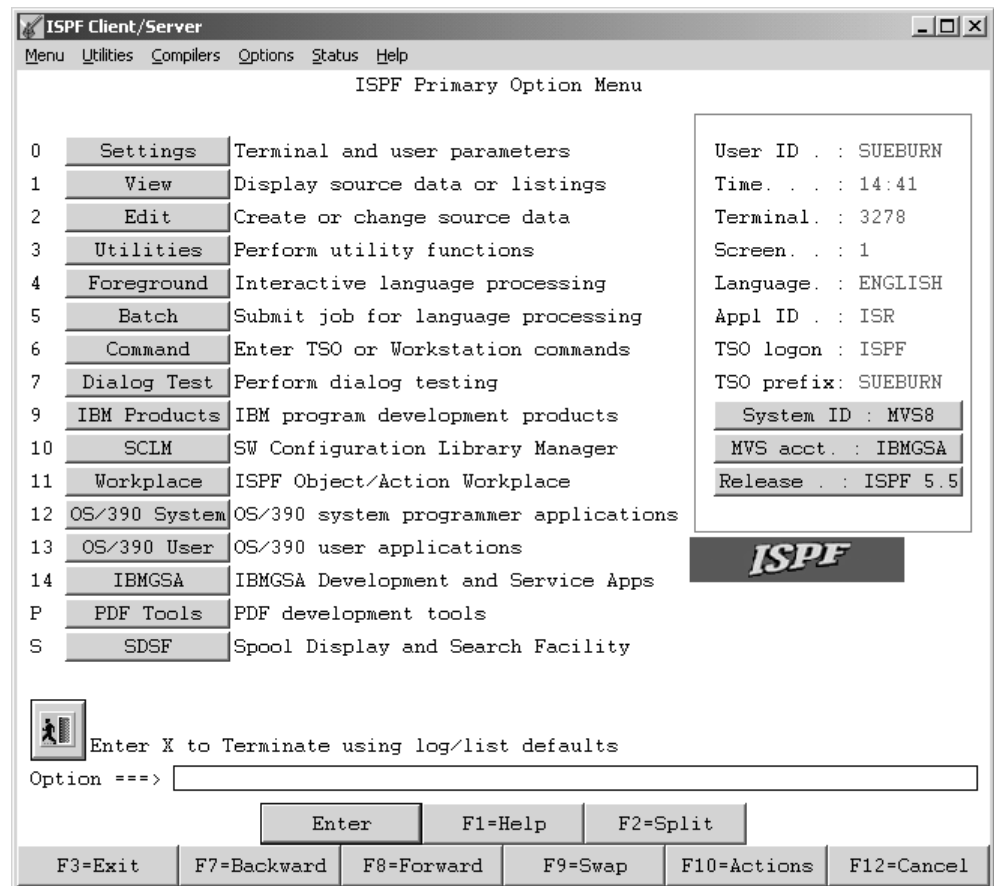 ISPF Client/Server
Menu Utilities Compilers Options Status Help
ISPF Primary Option Menu
0 Settings Terminal and user parameters
1 View Display source data or listings
2 Edit Create or change source data
3 Utilities Perform utility functions
4 Foreground Interactive language processing
5 Batch Submit job for language processing
6 Command Enter TSO or Workstation commands
7 Dialog Test Perform dialog testing
9 IBM Products IBM program development products
10 SCLM SW Configuration Library Manager
11 Workplace ISPF Object/Action Workplace
12 OS/390 System OS/390 system programmer applications
13 OS/390 User OS/390 user applications
14 IBMGSA IBMGSA Development and Service Apps
P PDF Tools PDF development tools
S SDSF Spool Display and Search Facility
User ID . : SUEBURN
Time. . . : 14:41
Terminal. : 3278
Screen. . : 1
Language. : ENGLISH
Appl ID . : ISR
TSO logon : ISPF
TSO prefix: SUEBURN
System ID : MVS8
MVS acct. : IBMGSA
Release . : ISPF 5.5
ISPF
Enter X to Terminate using log/list defaults
Option ===>
Enter F1=Help F2=Split
F3=Exit F7=Backward F8=Forward F9=Swap F10=Actions F12=Cancel